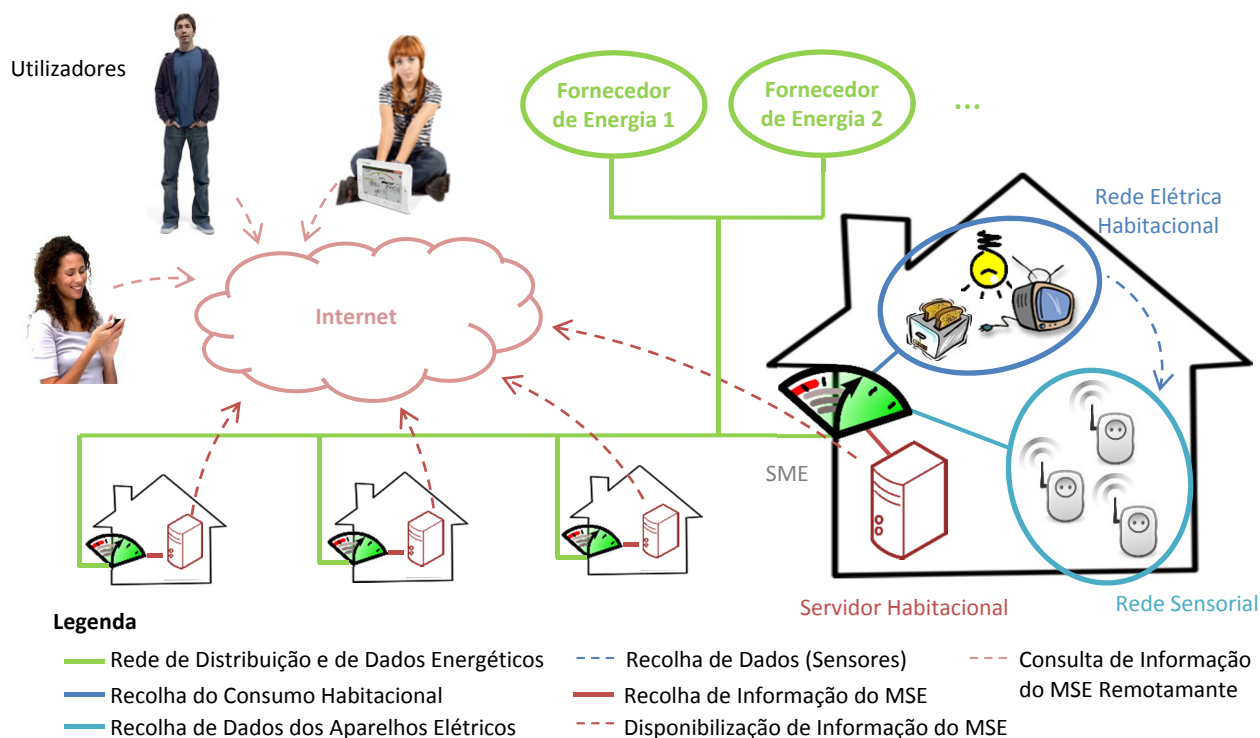 Utilizadores
Fornecedor
de Energia 1
Fornecedor
de Energia 2
...
Rede Elétrica
Habitacional
Internet
SME
Servidor Habitacional
Rede Sensorial
Legenda
Rede de Distribuição e de Dados Energéticos
Recolha de Dados (Sensores)
Consulta de Informação
do MSE Remotamante
Recolha do Consumo Habitacional
Recolha de Informação do MSE
Recolha de Dados dos Aparelhos Elétricos
Disponibilização de Informação do MSE